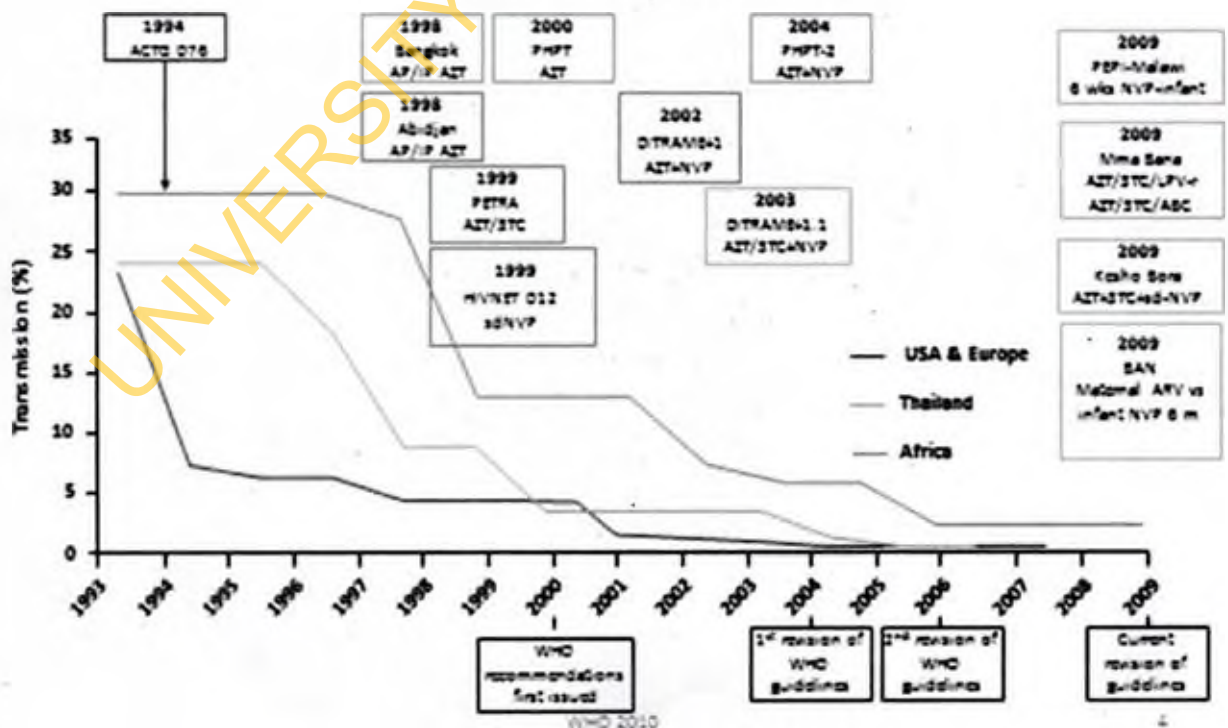 1994
ACTG 076
1998
Bangkok
AP/IP AZT
2000
PHPT
AZT
2004
PHPT-2
AZT+NVP
2009
PEPI-Malawi
6 wks NVP-infant
1998
Abidjan
AP/IP AZT
2002
DITRAME+1
AZT+NVP
2009
Mma Bana
AZT/3TC/LPV-r
AZT/3TC/ABC
1999
PETRA
AZT/3TC
2003
DITRAME+1.1
AZT/3TC+NVP
1999
HIVNET 012
sdNVP
2009
Kesho Bora
AZT+3TC+sd-NVP
2009
BAN
Maternal ARV vs
infant NVP 6 m
UNIVERSITY
Transmission (%)
35
30
25
20
15
10
5
0
USA & Europe
Thailand
Africa
1993
1994
1995
1996
1997
1998
1999
2000
2001
2002
2003
2004
2005
2006
2007
2008
2009
WHO
recommendations
first issued
1st revision of
WHO
guidelines
2nd revision of
WHO
guidelines
Current
revision of
guidelines
WHO 2010